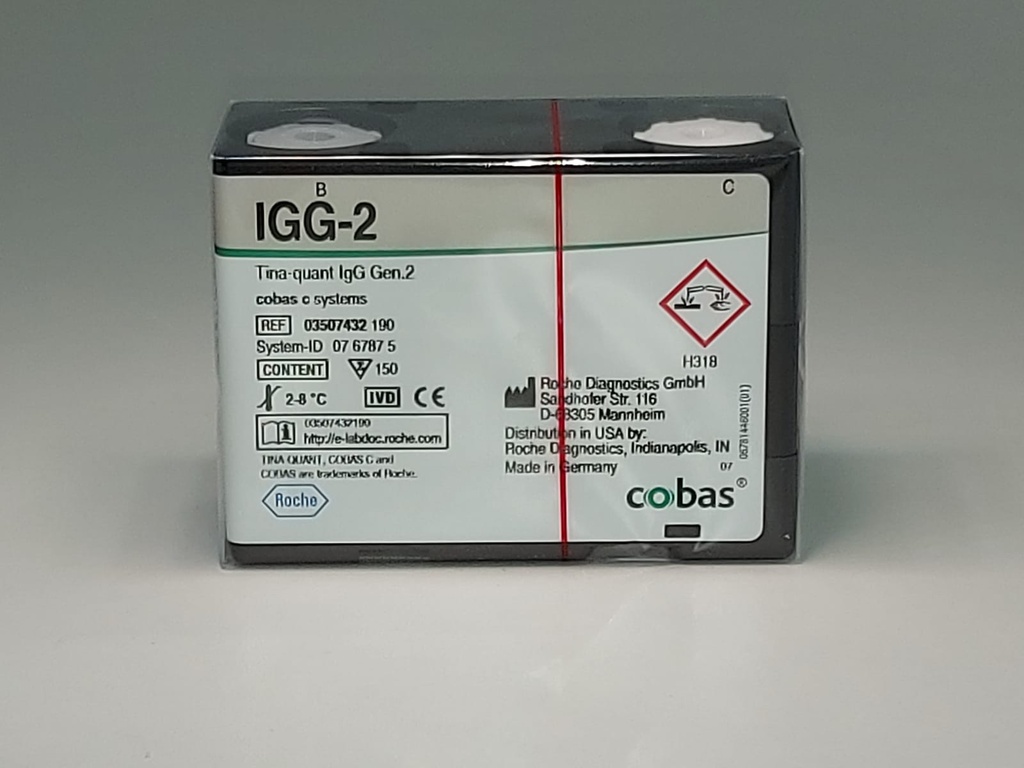 B
C
IGG-2
Tina-quant IgG Gen.2
cobas c systems
REF 03507432 190
System-ID 07 6787 5
CONTENT Σ 150
2-8 °C IVD CE
03507432190
http://e-labdoc.roche.com
TINA-QUANT, COBAS C and
COBAS are trademarks of Roche.
Roche
H318
Roche Diagnostics GmbH
Sandhofer Str. 116
D-68305 Mannheim
Distribution in USA by:
Roche Diagnostics, Indianapolis, IN
Made in Germany
07
cobas®